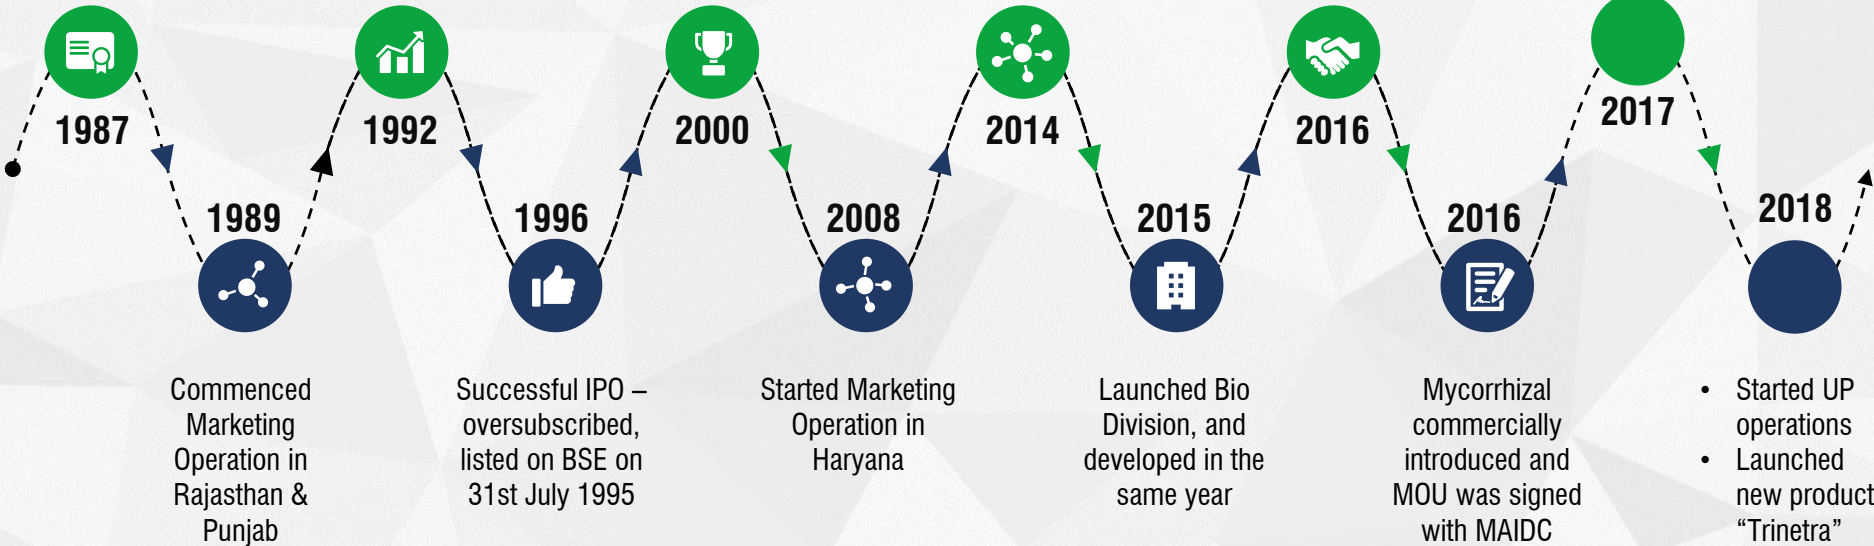 1987
1992
2000
2014
2016
2017
1989
1996
2008
2015
2016
2018
Commenced
Marketing
Operation in
Rajasthan &
Punjab
Successful IPO –
oversubscribed,
listed on BSE on
31st July 1995
Started Marketing
Operation in
Haryana
Launched Bio
Division, and
developed in the
same year
Mycorrhizal
commercially
introduced and
MOU was signed
with MAIDC
• Started UP
operations
• Launched
new product
“Trinetra”